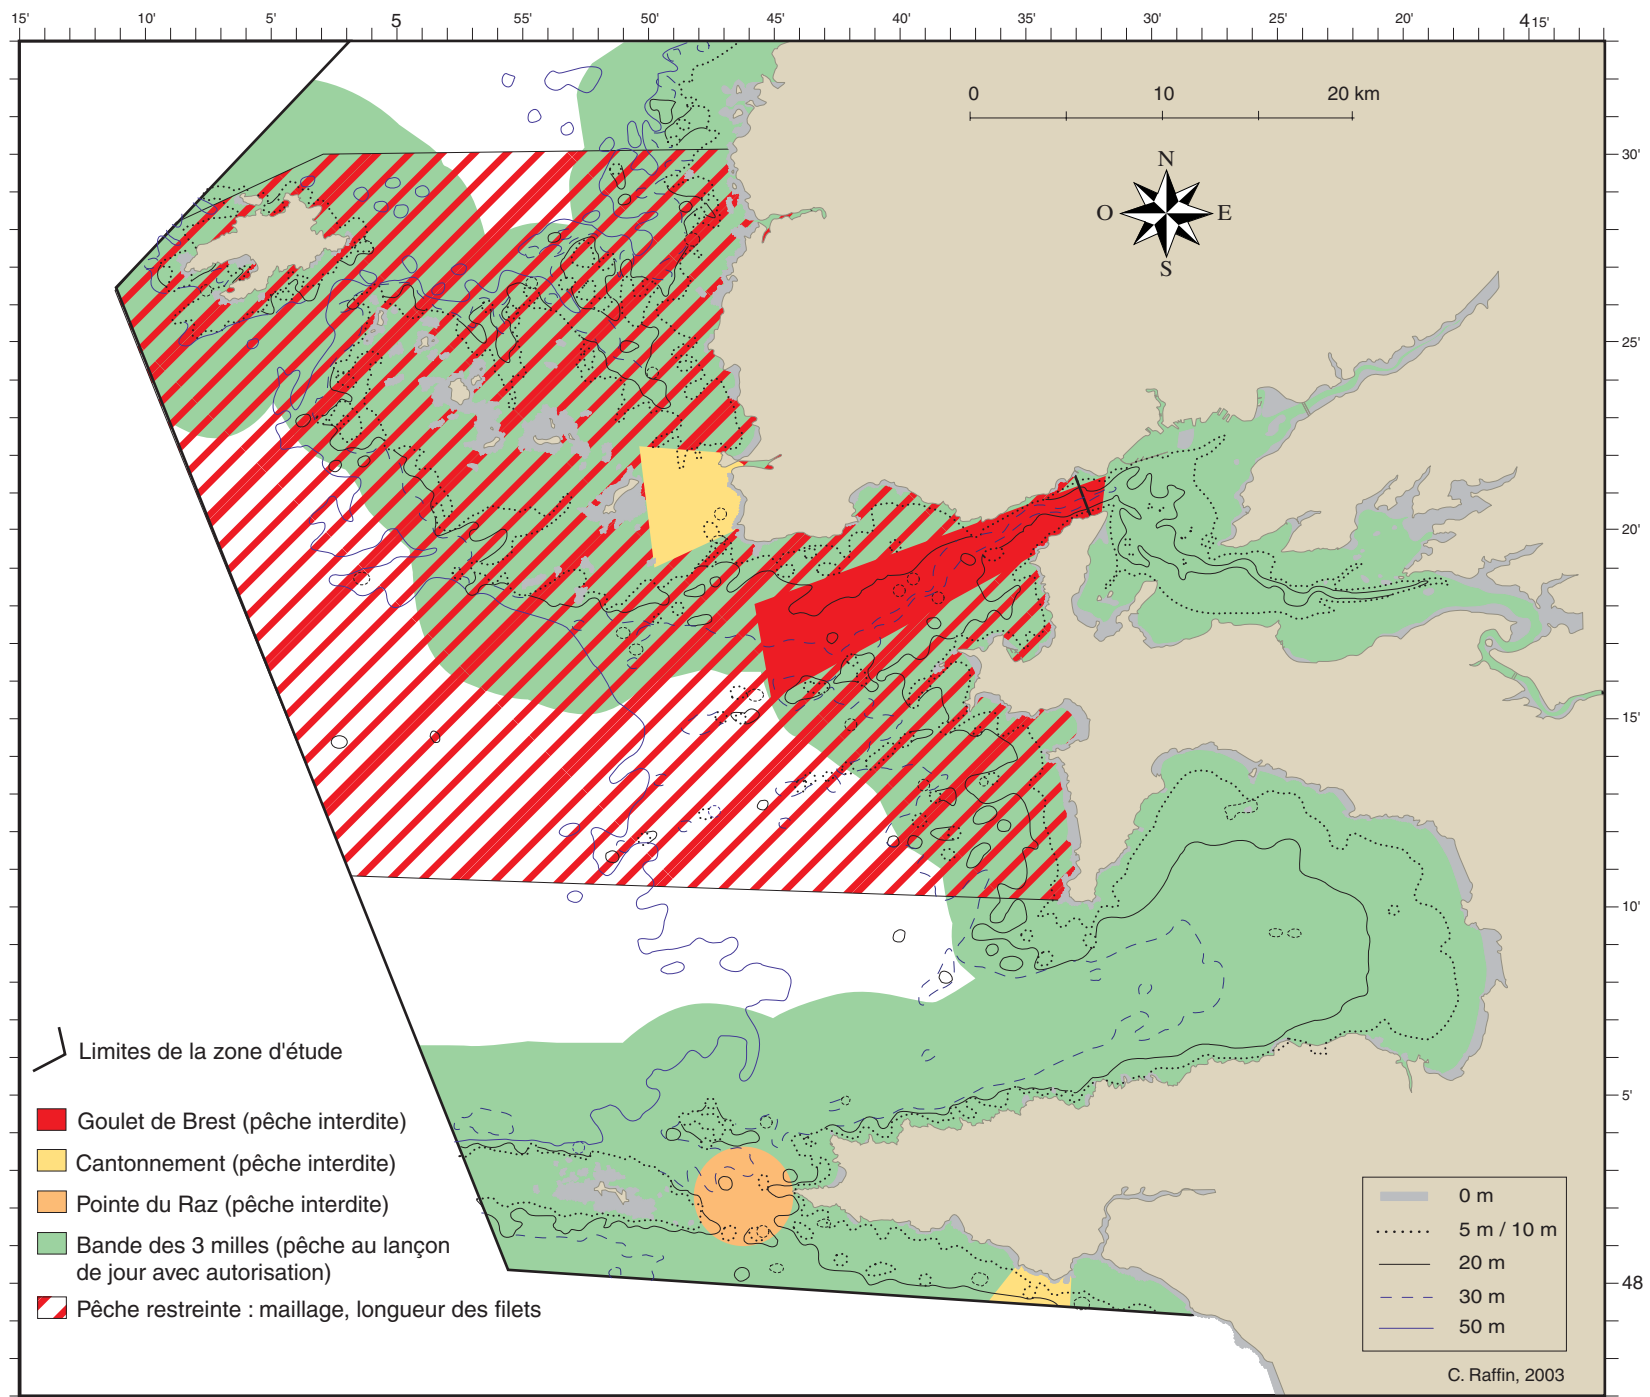 15' 10' 5' 5 55' 50' 45' 40' 35' 30' 25' 20' 4 15'
0 10 20 km
N
O E
S
30'
25'
20'
15'
10'
5'
48
Limites de la zone d'étude
Goulet de Brest (pêche interdite)
Cantonnement (pêche interdite)
Pointe du Raz (pêche interdite)
Bande des 3 milles (pêche au lançon
de jour avec autorisation)
Pêche restreinte : maillage, longueur des filets
0 m
5 m / 10 m
20 m
30 m
50 m
C. Raffin, 2003